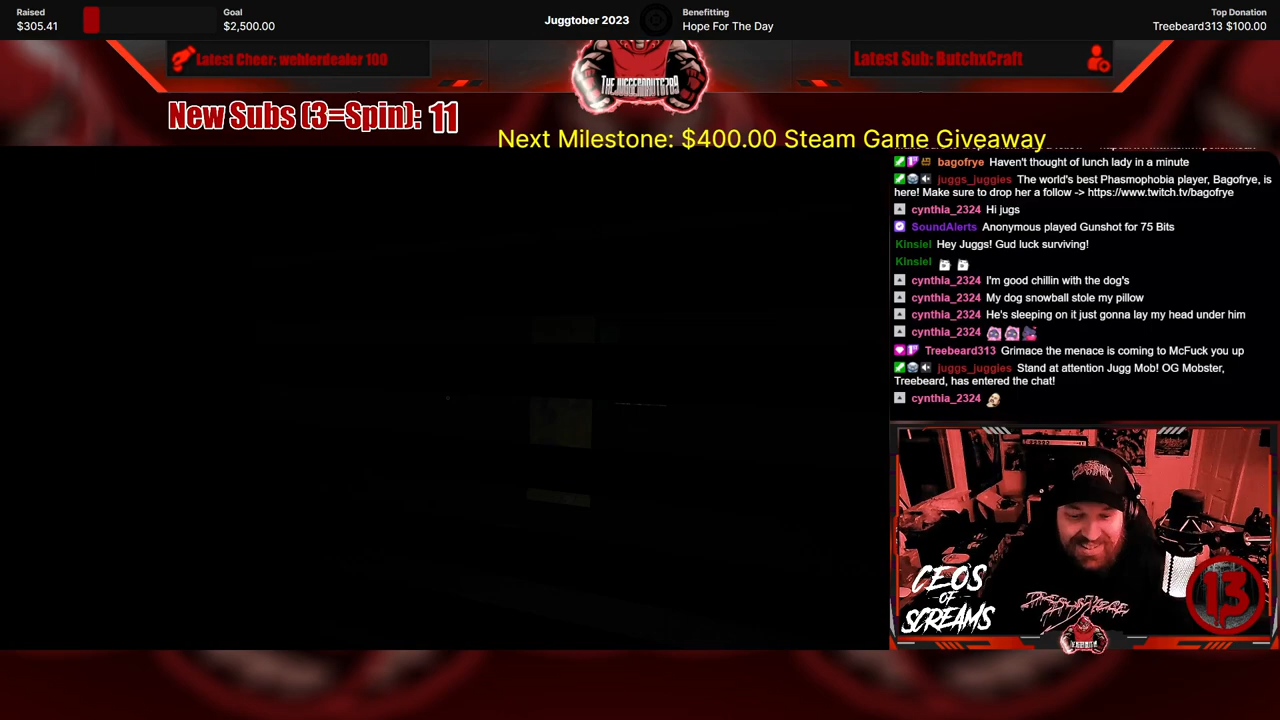 Raised
$305.41
Goal
$2,500.00
Juggtober 2023
Benefitting
Hope For The Day
Top Donation
Treebeard313 $100.00
Latest Cheer: wehlerdealer 100
THEJUGGERNAUT6789
Latest Sub: ButchxCraft
New Subs (3=Spin): 11
Next Milestone: $400.00 Steam Game Giveaway
bagofrye Haven't thought of lunch lady in a minute
juggs_juggies The world's best Phasmophobia player, Bagofrye, is
here! Make sure to drop her a follow -> https://www.twitch.tv/bagofrye
cynthia_2324 Hi jugs
SoundAlerts Anonymous played Gunshot for 75 Bits
Kinsiel Hey Juggs! Gud luck surviving!
Kinsiel
cynthia_2324 I'm good chillin with the dog's
cynthia_2324 My dog snowball stole my pillow
cynthia_2324 He's sleeping on it just gonna lay my head under him
cynthia_2324
Treebeard313 Grimace the menace is coming to McFuck you up
juggs_juggies Stand at attention Jugg Mob! OG Mobster,
Treebeard, has entered the chat!
cynthia_2324
CEOS
OF
SCREAMS
13